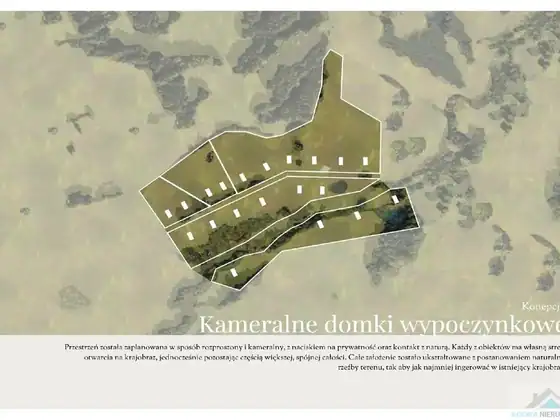 Koncepcj
Kameralne domki wypoczynkowe
Przestrzeń została zaplanowana w sposób rozproszony i kameralny, z naciskiem na prywatność oraz kontakt z naturą. Każdy z obiektów ma własną stre
otwarcia na krajobraz, jednocześnie pozostając częścią większej, spójnej całości. Całe założenie zostało ukształtowane z poszanowaniem naturaln
rzeźby terenu, tak aby jak najmniej ingerować w istniejący krajobra